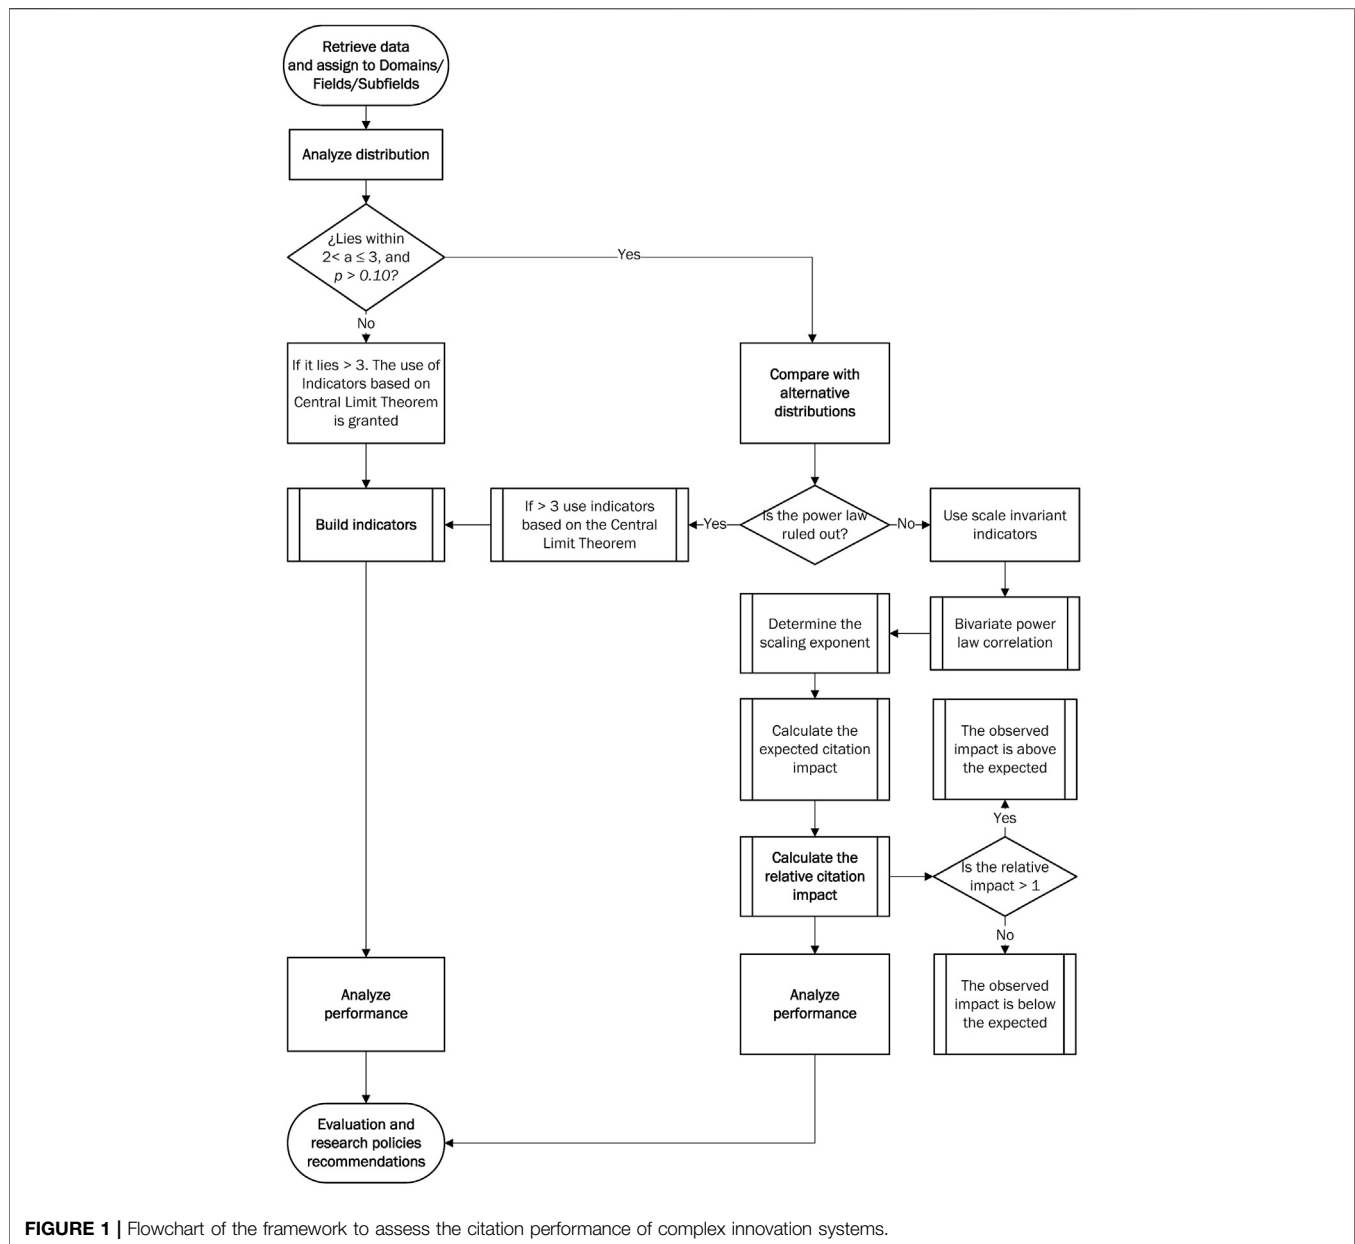 Retrieve data
and assign to Domains/
Fields/Subfields
Analyze distribution
¿Lies within
2< a ≤ 3, and
p > 0.10?
Yes
No
If it lies > 3. The use of
Indicators based on
Central Limit Theorem
is granted
Compare with
alternative
distributions
Build indicators
If > 3 use indicators
based on the Central
Limit Theorem
Yes
Is the power law
ruled out?
No
Use scale invariant
indicators
Determine the
scaling exponent
Bivariate power
law correlation
Calculate the
expected citation
impact
The observed
impact is above
the expected
Yes
Calculate the
relative citation
impact
Is the relative
impact > 1
No
Analyze
performance
Analyze
performance
The observed
impact is below
the expected
Evaluation and
research policies
recommendations
FIGURE 1 | Flowchart of the framework to assess the citation performance of complex innovation systems.